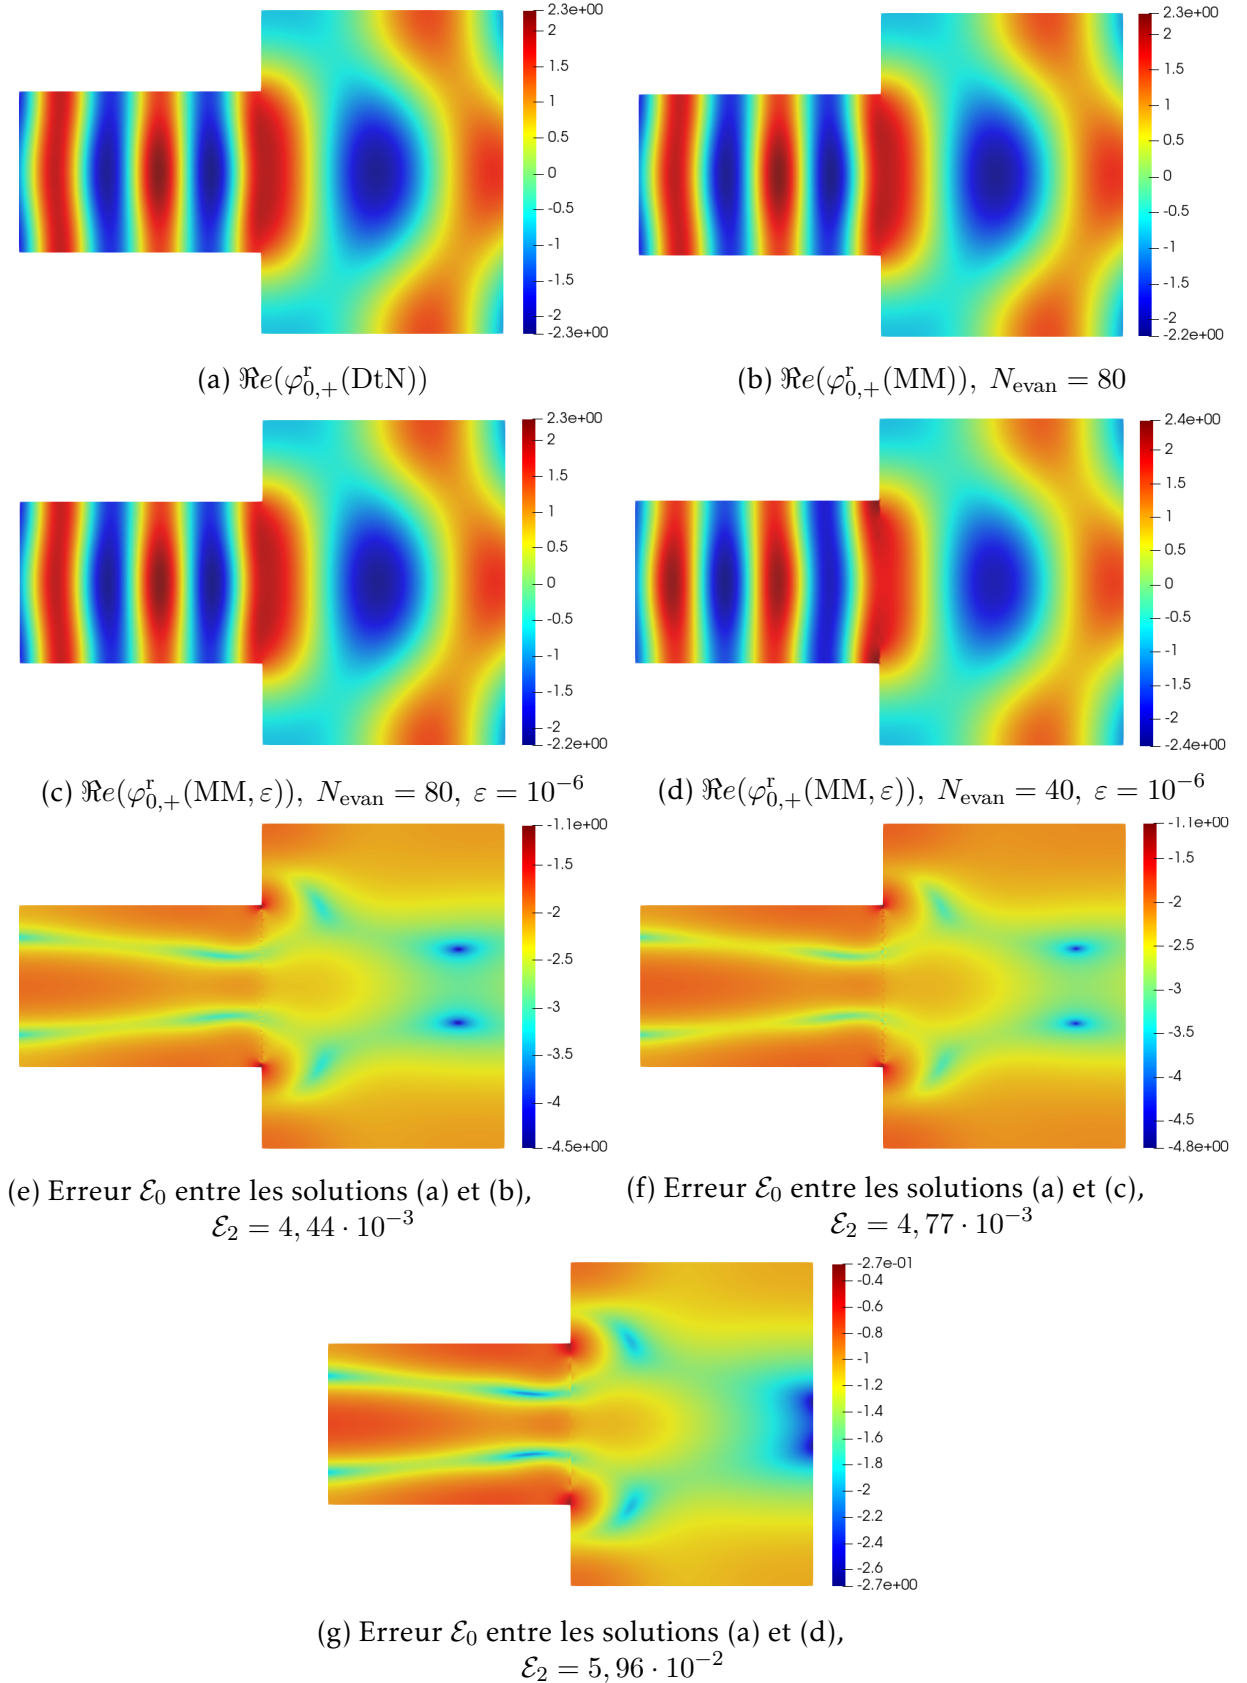 2.3e+00
2
1.5
1
0.5
0
-0.5
-1
-1.5
-2
-2.3e+00
(a) ℜe(φ^r_{0,+}(DtN))
2.3e+00
2
1.5
1
0.5
0
-0.5
-1
-1.5
-2
-2.2e+00
(b) ℜe(φ^r_{0,+}(MM)), N_evan = 80
2.3e+00
2
1.5
1
0.5
0
-0.5
-1
-1.5
-2
-2.2e+00
(c) ℜe(φ^r_{0,+}(MM, ε)), N_evan = 80, ε = 10^{-6}
2.4e+00
2
1.5
1
0.5
0
-0.5
-1
-1.5
-2
-2.4e+00
(d) ℜe(φ^r_{0,+}(MM, ε)), N_evan = 40, ε = 10^{-6}
-1.1e+00
-1.5
-2
-2.5
-3
-3.5
-4
-4.5e+00
(e) Erreur ℰ_0 entre les solutions (a) et (b),
ℰ_2 = 4,44 · 10^{-3}
-1.1e+00
-1.5
-2
-2.5
-3
-3.5
-4
-4.5
-4.8e+00
(f) Erreur ℰ_0 entre les solutions (a) et (c),
ℰ_2 = 4,77 · 10^{-3}
-2.7e-01
-0.4
-0.6
-0.8
-1
-1.2
-1.4
-1.6
-1.8
-2
-2.2
-2.4
-2.6
-2.7e+00
(g) Erreur ℰ_0 entre les solutions (a) et (d),
ℰ_2 = 5,96 · 10^{-2}